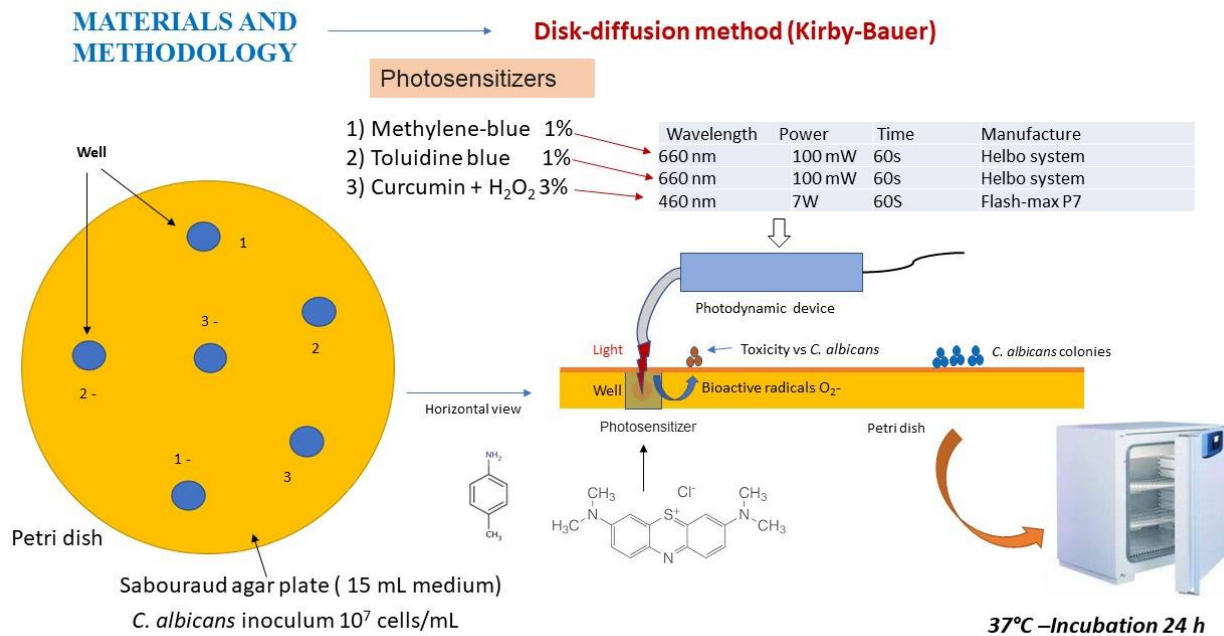 MATERIALS AND
METHODOLOGY
Disk-diffusion method (Kirby-Bauer)
Photosensitizers
1) Methylene-blue 1%
2) Toluidine blue 1%
3) Curcumin + H₂O₂ 3%
Wavelength Power Time Manufacture
660 nm 100 mW 60s Helbo system
660 nm 100 mW 60s Helbo system
460 nm 7W 60S Flash-max P7
Well
1
2
3 -
2 -
3
1 -
Petri dish
Sabouraud agar plate ( 15 mL medium)
C. albicans inoculum 10⁷ cells/mL
Horizontal view
Photodynamic device
Light
Toxicity vs C. albicans
C. albicans colonies
Well
Bioactive radicals O₂-
Photosensitizer
Petri dish
NH₂
CH₃
CH₃
Cl⁻
CH₃
H₃C
N
S⁺
N
CH₃
N
37°C –Incubation 24 h